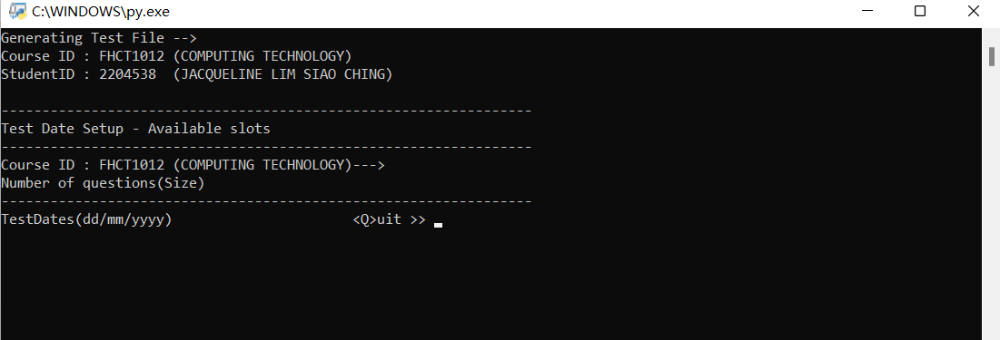 C:\WINDOWS\py.exe
Generating Test File -->
Course ID : FHCT1012 (COMPUTING TECHNOLOGY)
StudentID : 2204538  (JACQUELINE LIM SIAO CHING)
-----------------------------------------------------------------
Test Date Setup - Available slots
-----------------------------------------------------------------
Course ID : FHCT1012 (COMPUTING TECHNOLOGY)--->
Number of questions(Size)
-----------------------------------------------------------------
TestDates(dd/mm/yyyy)                      <Q>uit >>